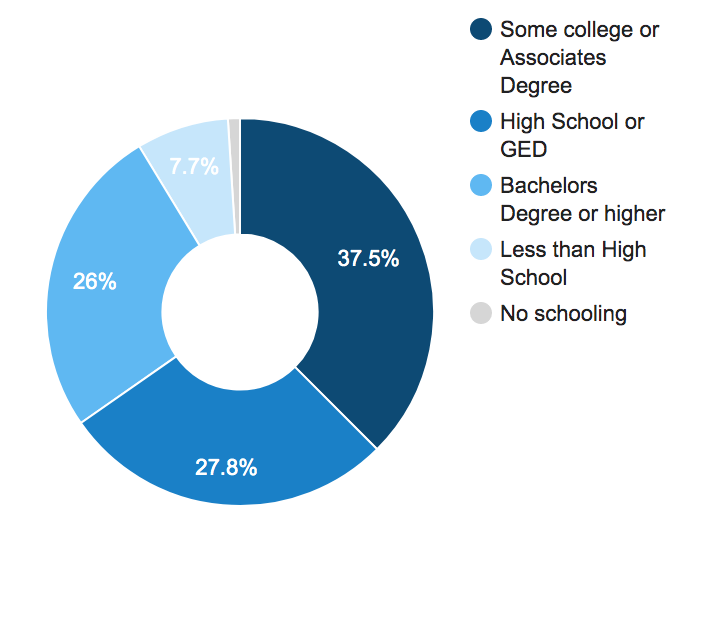 Some college or
Associates
Degree
High School or
GED
Bachelors
Degree or higher
Less than High
School
No schooling
7.7%
37.5%
26%
27.8%